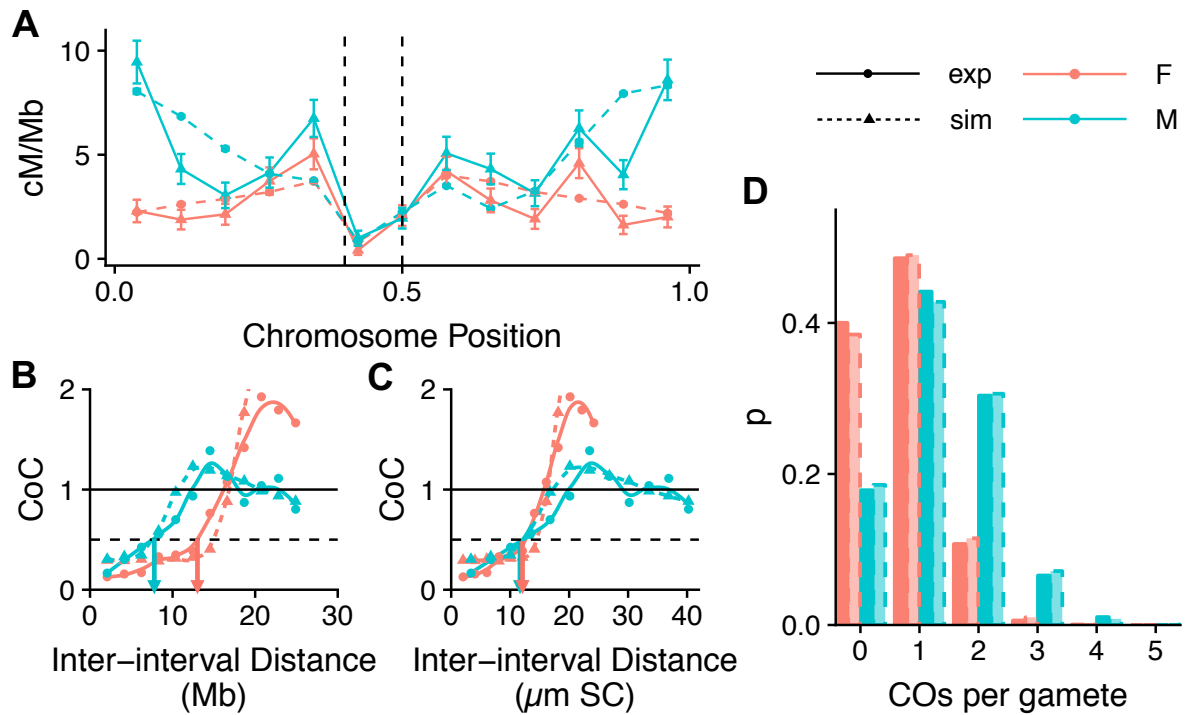 A
10
5
0
cM/Mb
0.0 0.5 1.0
Chromosome Position
exp F
sim M
B
2
1
0
CoC
0 10 20 30
Inter−interval Distance
(Mb)
C
2
1
0
CoC
0 10 20 30 40
Inter−interval Distance
(µm SC)
D
0.4
0.2
0.0
p
0 1 2 3 4 5
COs per gamete